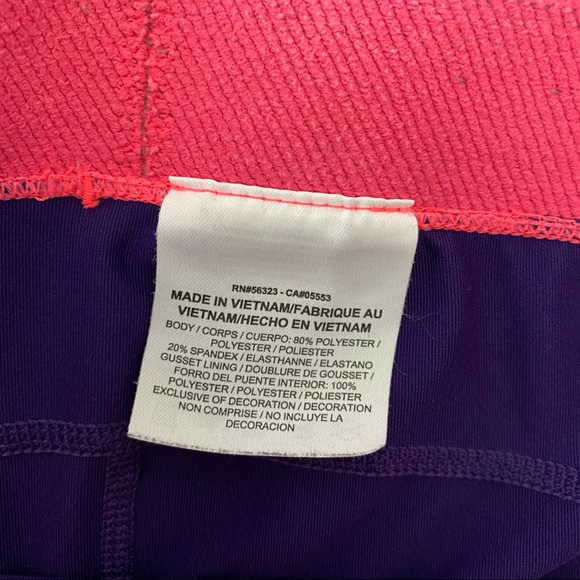 RN#56323 - CA#05553
MADE IN VIETNAM/FABRIQUE AU
VIETNAM/HECHO EN VIETNAM
BODY / CORPS / CUERPO: 80% POLYESTER /
POLYESTER / POLIESTER
20% SPANDEX / ELASTHANNE / ELASTANO
GUSSET LINING / DOUBLURE DE GOUSSET /
FORRO DEL PUENTE INTERIOR: 100%
POLYESTER / POLYESTER / POLIESTER
EXCLUSIVE OF DECORATION / DECORATION
NON COMPRISE / NO INCLUYE LA
DECORACION